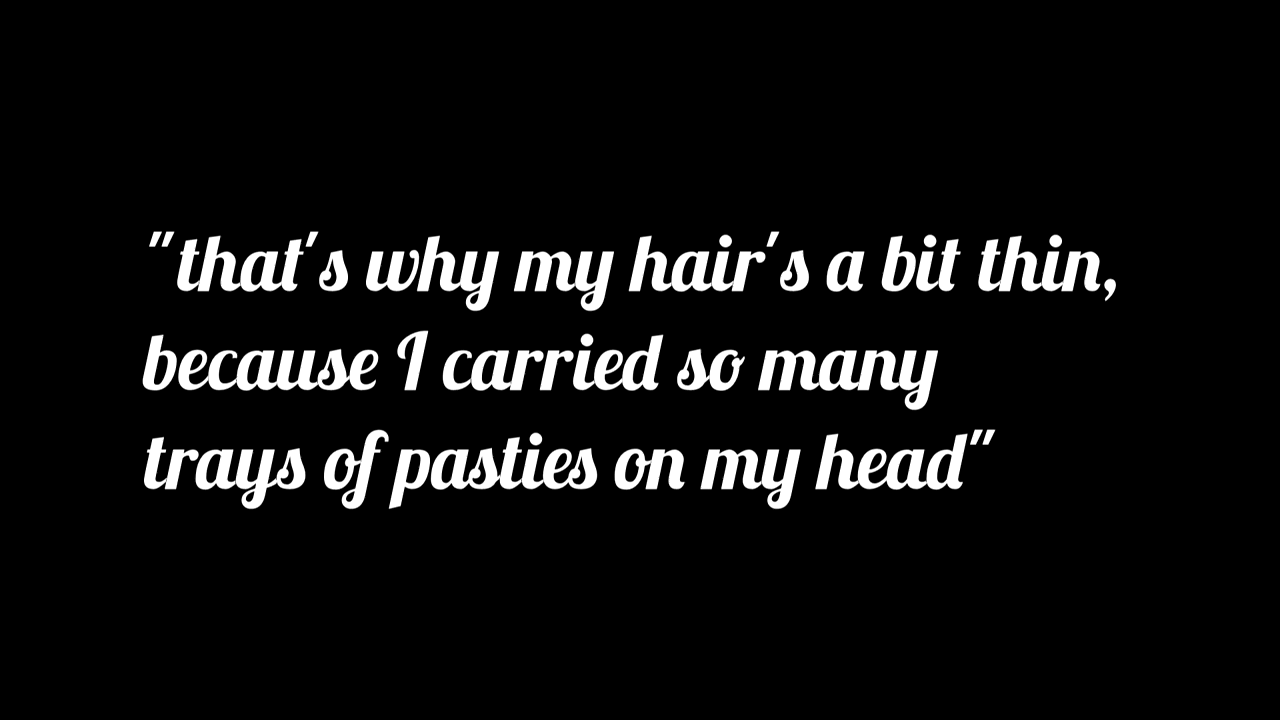 "that's why my hair's a bit thin,
because I carried so many
trays of pasties on my head"